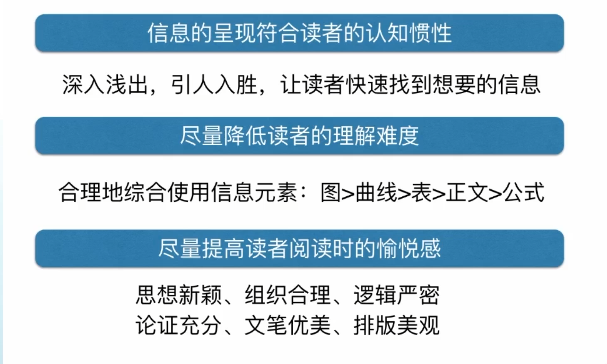 信息的呈现符合读者的认知惯性
深入浅出，引人入胜，让读者快速找到想要的信息
尽量降低读者的理解难度
合理地综合使用信息元素：图>曲线>表>正文>公式
尽量提高读者阅读时的愉悦感
思想新颖、组织合理、逻辑严密
论证充分、文笔优美、排版美观